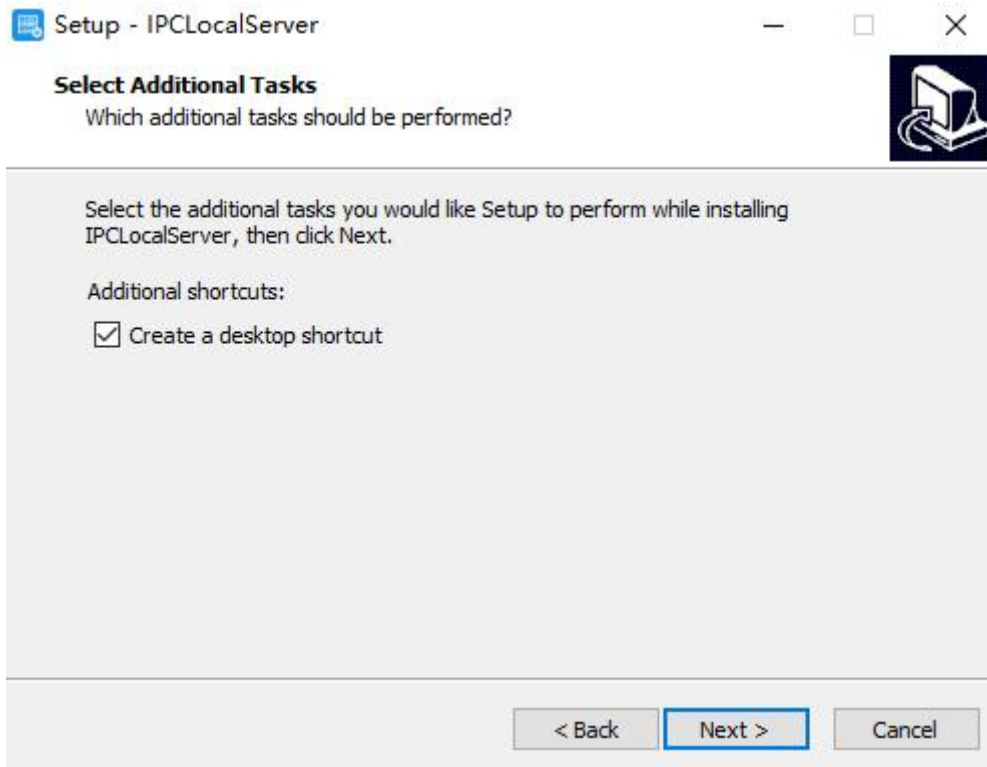 Setup - IPCLocalServer
Select Additional Tasks
Which additional tasks should be performed?
Select the additional tasks you would like Setup to perform while installing
IPCLocalServer, then click Next.
Additional shortcuts:
Create a desktop shortcut
< Back
Next >
Cancel